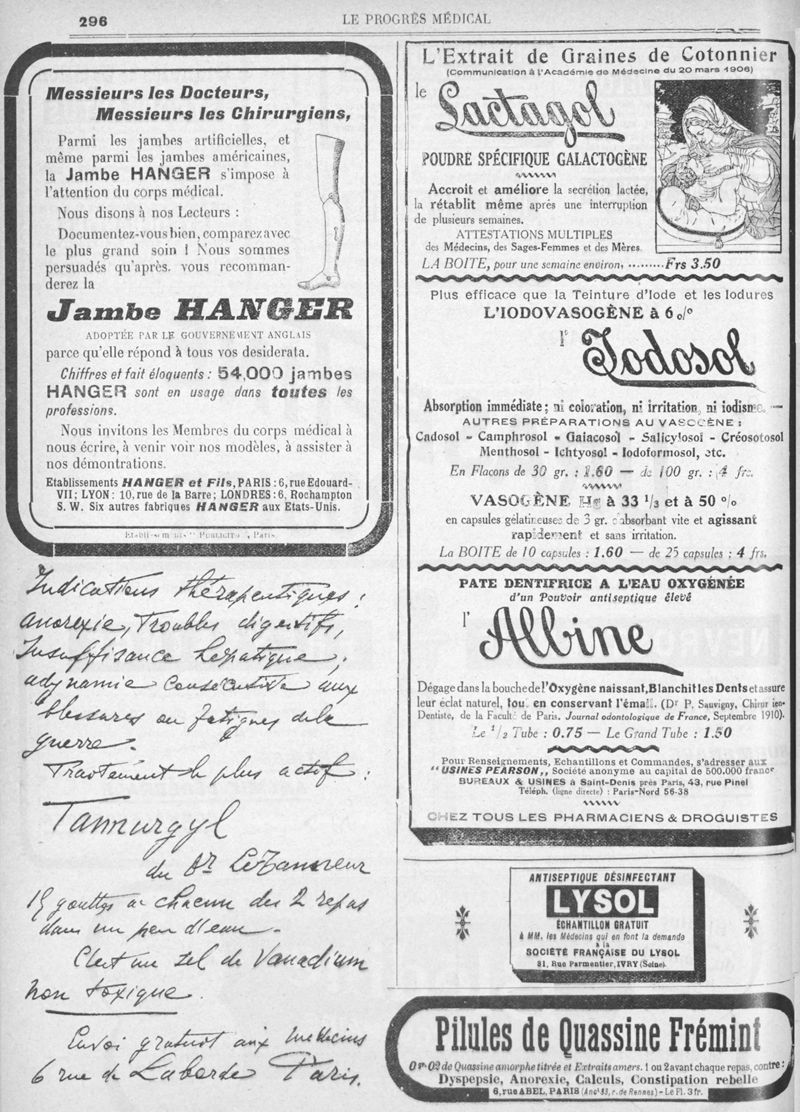 296
LE PROGRÈS MÉDICAL
Messieurs les Docteurs,
Messieurs les Chirurgiens,
Parmi les jambes artificielles, et
même parmi les jambes américaines,
la Jambe HANGER s'impose à
l'attention du corps médical.
Nous disons à nos Lecteurs :
Documentez-vous bien, comparez avec
le plus grand soin ! Nous sommes
persuadés qu'après, vous recomman-
derez la
Jambe HANGER
ADOPTÉE PAR LE GOUVERNEMENT ANGLAIS
parce qu'elle répond à tous vos desiderata.
Chiffres et fait éloquents : 54,000 jambes
HANGER sont en usage dans toutes les
professions.
Nous invitons les Membres du corps médical à
nous écrire, à venir voir nos modèles, à assister à
nos démontrations.
Etablissements HANGER et Fils, PARIS : 6, rue Edouard-
VII; LYON: 10, rue de la Barre; LONDRES: 6, Rochampton
S. W. Six autres fabriques HANGER aux Etats-Unis.
Paris.
Indications thérapeutiques :
anorexie, Troubles digestifs,
Insuffisance hépatique,
adynamie consécutive aux
blessures ou fatigues de la
guerre.
Traitement le plus actif :
Tanurgyl
du Dr Le Tanneur
15 gouttes à chacun des 2 repas
dans un peu d'eau.
C'est un sel de Vanadium
non toxique.
Envoi gratuit aux médecins
6 rue de Laborde Paris.
L'Extrait de Graines de Cotonnier
(Communication à l'Académie de Médecine du 20 mars 1906)
le Lactagol
POUDRE SPÉCIFIQUE GALACTOGÈNE
Accroit et améliore la secrétion lactée,
la rétablit même après une interruption
de plusieurs semaines.
ATTESTATIONS MULTIPLES
des Médecins, des Sages-Femmes et des Mères.
LA BOITE, pour une semaine environ, ......... Frs 3.50
Plus efficace que la Teinture d'Iode et les Iodures
L'IODOVASOGÈNE à 6 o/o
l'Iodosol
Absorption immédiate ; ni coloration, ni irritation, ni iodisme.
AUTRES PRÉPARATIONS AU VASOGÈNE :
Cadosol - Camphrosol - Gaiacosol - Salicylosol - Créosotosol
Menthosol - Ichtyosol - Iodoformosol, etc.
En Flacons de 30 gr. : 1.60 — de 100 gr. : 4 frs.
VASOGÈNE Hg à 33 1/3 et à 50 %
en capsules gélatineuses de 3 gr. s'absorbant vite et agissant
rapidement et sans irritation.
La BOITE de 10 capsules : 1.60 — de 25 capsules : 4 frs.
PATE DENTIFRICE A L'EAU OXYGÉNÉE
d'un Pouvoir antiseptique élevé
l'Albine
Dégage dans la bouche de l'Oxygène naissant, Blanchit les Dents et assure
leur éclat naturel, tout en conservant l'émail. (Dr P. Sauvigny, Chirurgien-
Dentiste, de la Faculté de Paris. Journal odontologique de France, Septembre 1910).
Le 1/2 Tube : 0.75 — Le Grand Tube : 1.50
Pour Renseignements, Echantillons et Commandes, s'adresser aux
"USINES PEARSON,, Société anonyme au capital de 500.000 francs
BUREAUX & USINES à Saint-Denis près Paris, 43, rue Pinel
Téléph. (ligne directe) : Paris-Nord 56-38
CHEZ TOUS LES PHARMACIENS & DROGUISTES
ANTISEPTIQUE DÉSINFECTANT
LYSOL
ÉCHANTILLON GRATUIT
à MM. les Médecins qui en font la demande
à la
SOCIÉTÉ FRANÇAISE DU LYSOL
81, Rue Parmentier, IVRY (Seine).
Pilules de Quassine Frémint
0gr02 de Quassine amorphe titrée et Extraits amers. 1 ou 2 avant chaque repas, contre :
Dyspepsie, Anorexie, Calculs, Constipation rebelle
6, rue ABEL, PARIS (Anct 83, r. de Rennes) - Le Fl. 3 fr.